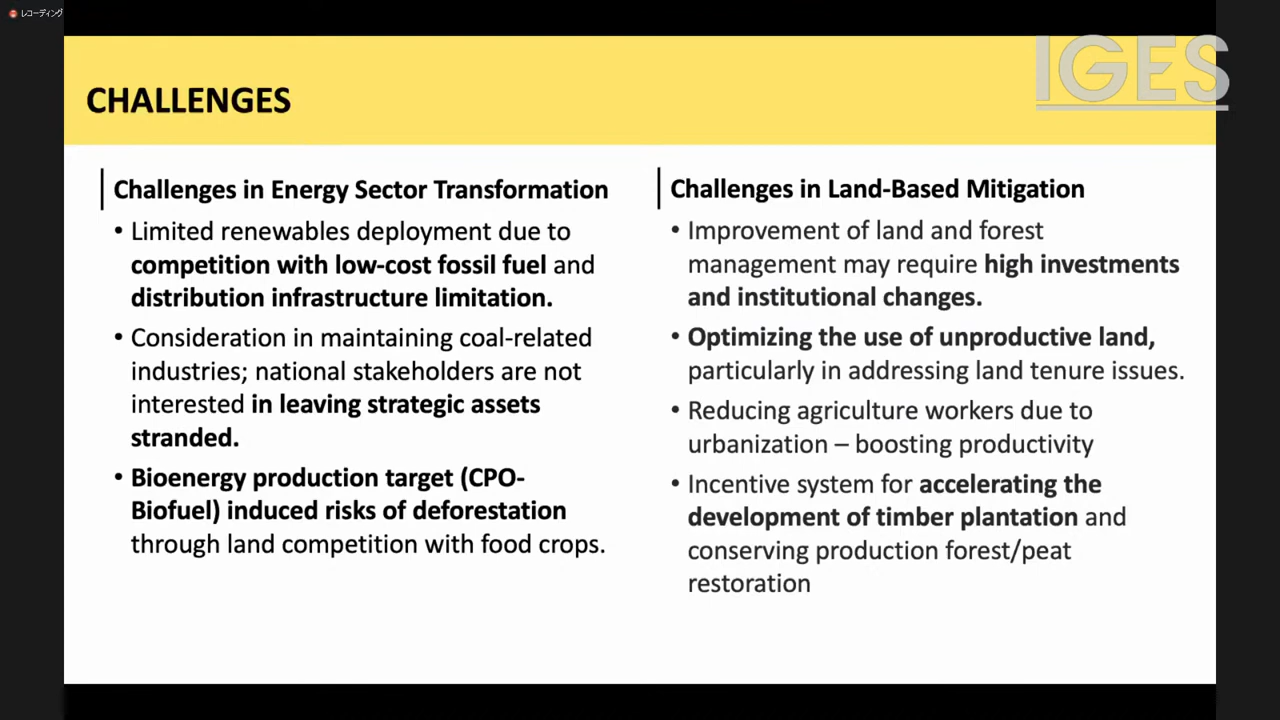 レコーディング
IGES
CHALLENGES
Challenges in Energy Sector Transformation
• Limited renewables deployment due to
competition with low-cost fossil fuel and
distribution infrastructure limitation.
• Consideration in maintaining coal-related
industries; national stakeholders are not
interested in leaving strategic assets
stranded.
• Bioenergy production target (CPO-
Biofuel) induced risks of deforestation
through land competition with food crops.
Challenges in Land-Based Mitigation
• Improvement of land and forest
management may require high investments
and institutional changes.
• Optimizing the use of unproductive land,
particularly in addressing land tenure issues.
• Reducing agriculture workers due to
urbanization – boosting productivity
• Incentive system for accelerating the
development of timber plantation and
conserving production forest/peat
restoration